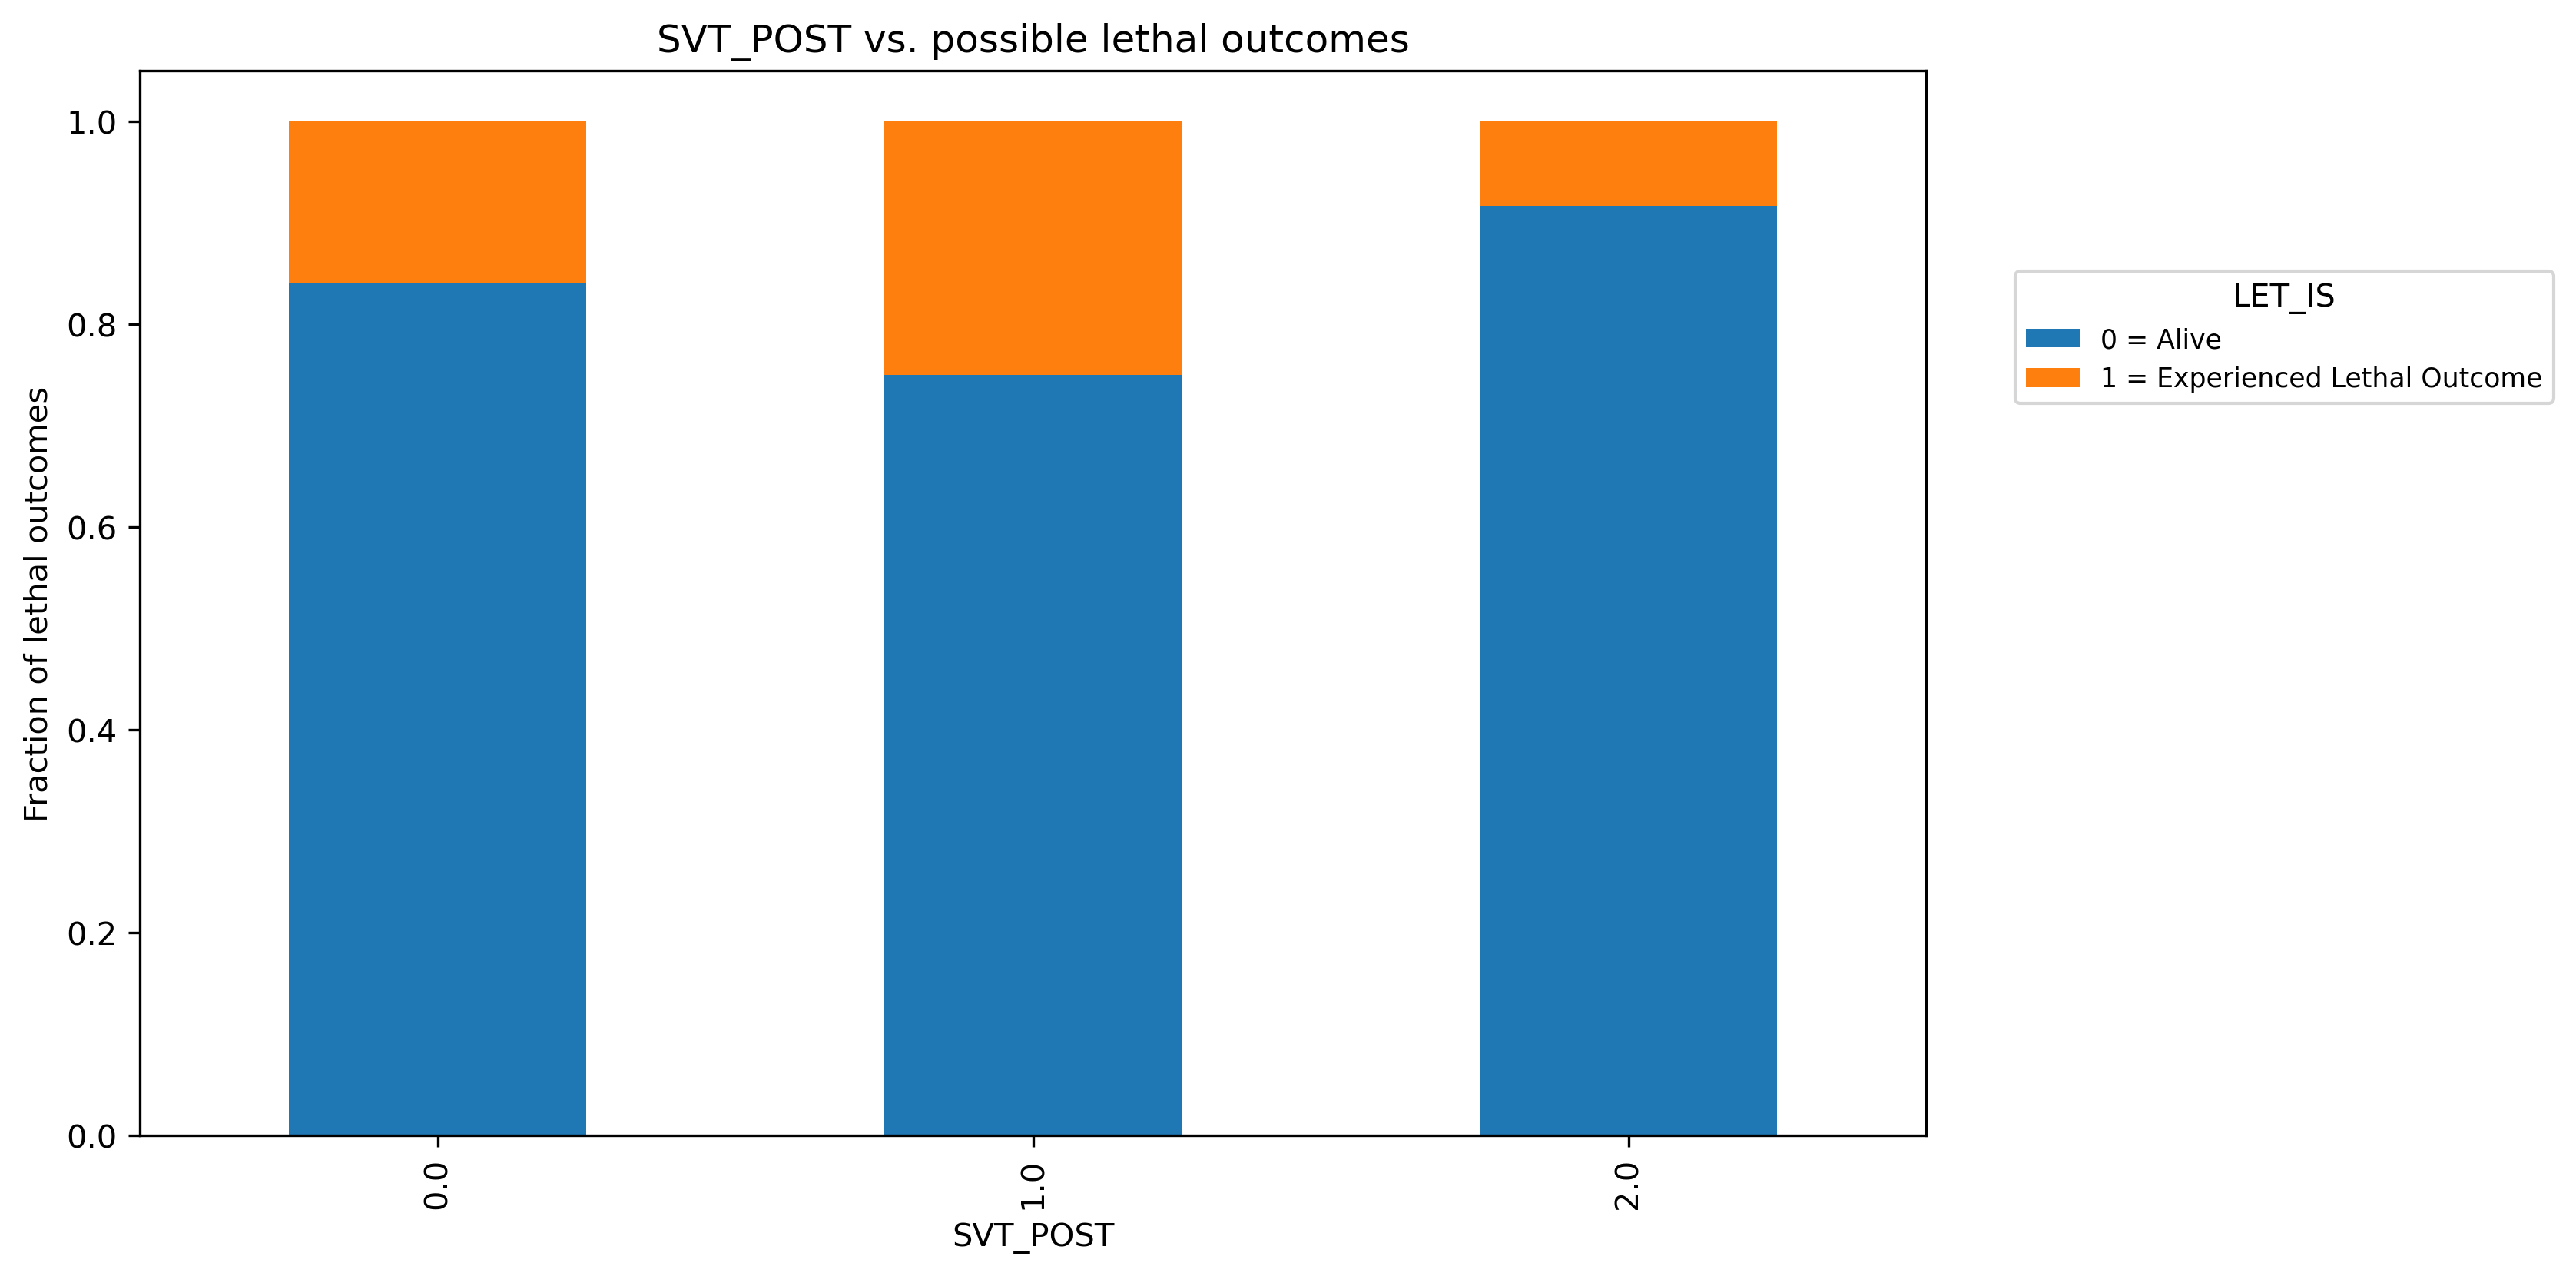 SVT_POST vs. possible lethal outcomes
Fraction of lethal outcomes
1.0
0.8
0.6
0.4
0.2
0.0
0.0
1.0
2.0
SVT_POST
LET_IS
0 = Alive
1 = Experienced Lethal Outcome